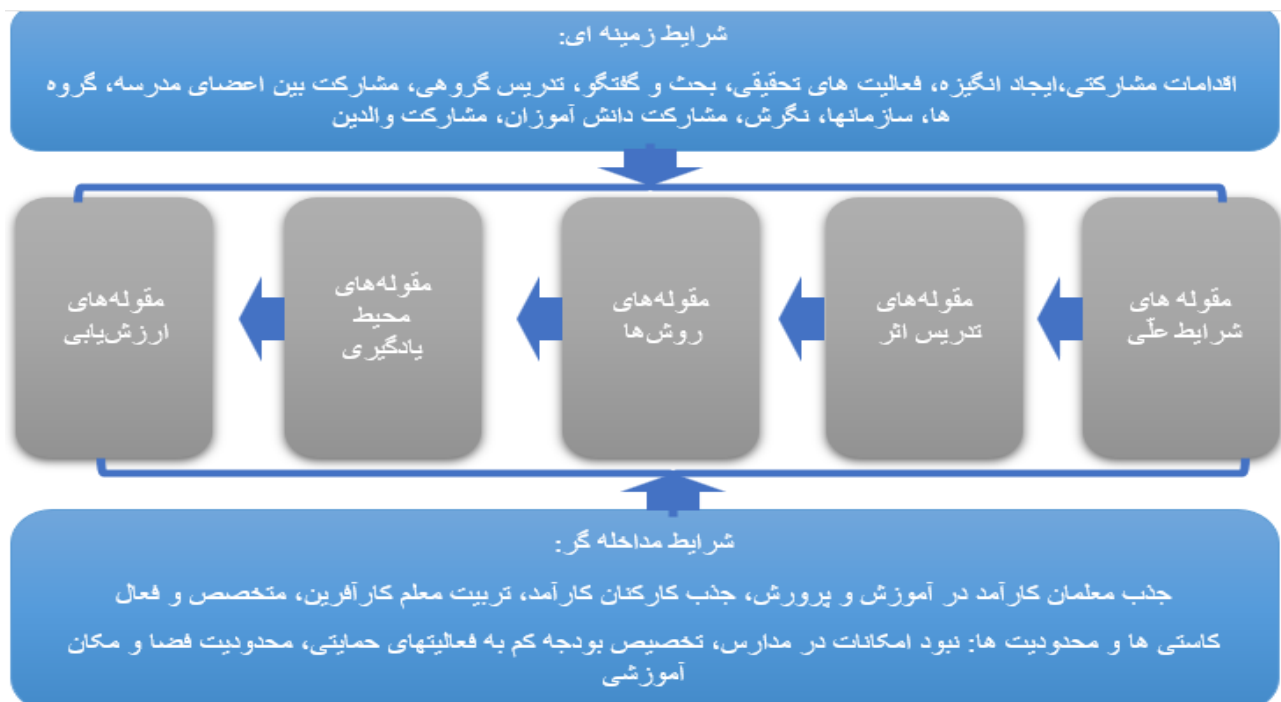 شرایط زمینه ای:
اقدامات مشارکتی،ایجاد انگیزه، فعالیت های تحقیقی، بحث و گفتگو، تدریس گروهی، مشارکت بین اعضای مدرسه، گروه
ها، سازمانها، نگرش، مشارکت دانش آموزان، مشارکت والدین
مقوله های
شرایط علّی
مقوله‌های
تدریس اثر
مقوله‌های
روش‌ها
مقوله‌های
محیط
یادگیری
مقوله‌های
ارزش‌یابی
شرایط مداخله گر:
جذب معلمان کارآمد در آموزش و پرورش، جذب کارکنان کارآمد، تربیت معلم کارآفرین، متخصص و فعال
کاستی ها و محدودیت ها: نبود امکانات در مدارس، تخصیص بودجه کم به فعالیتهای حمایتی، محدودیت فضا و مکان
آموزشی